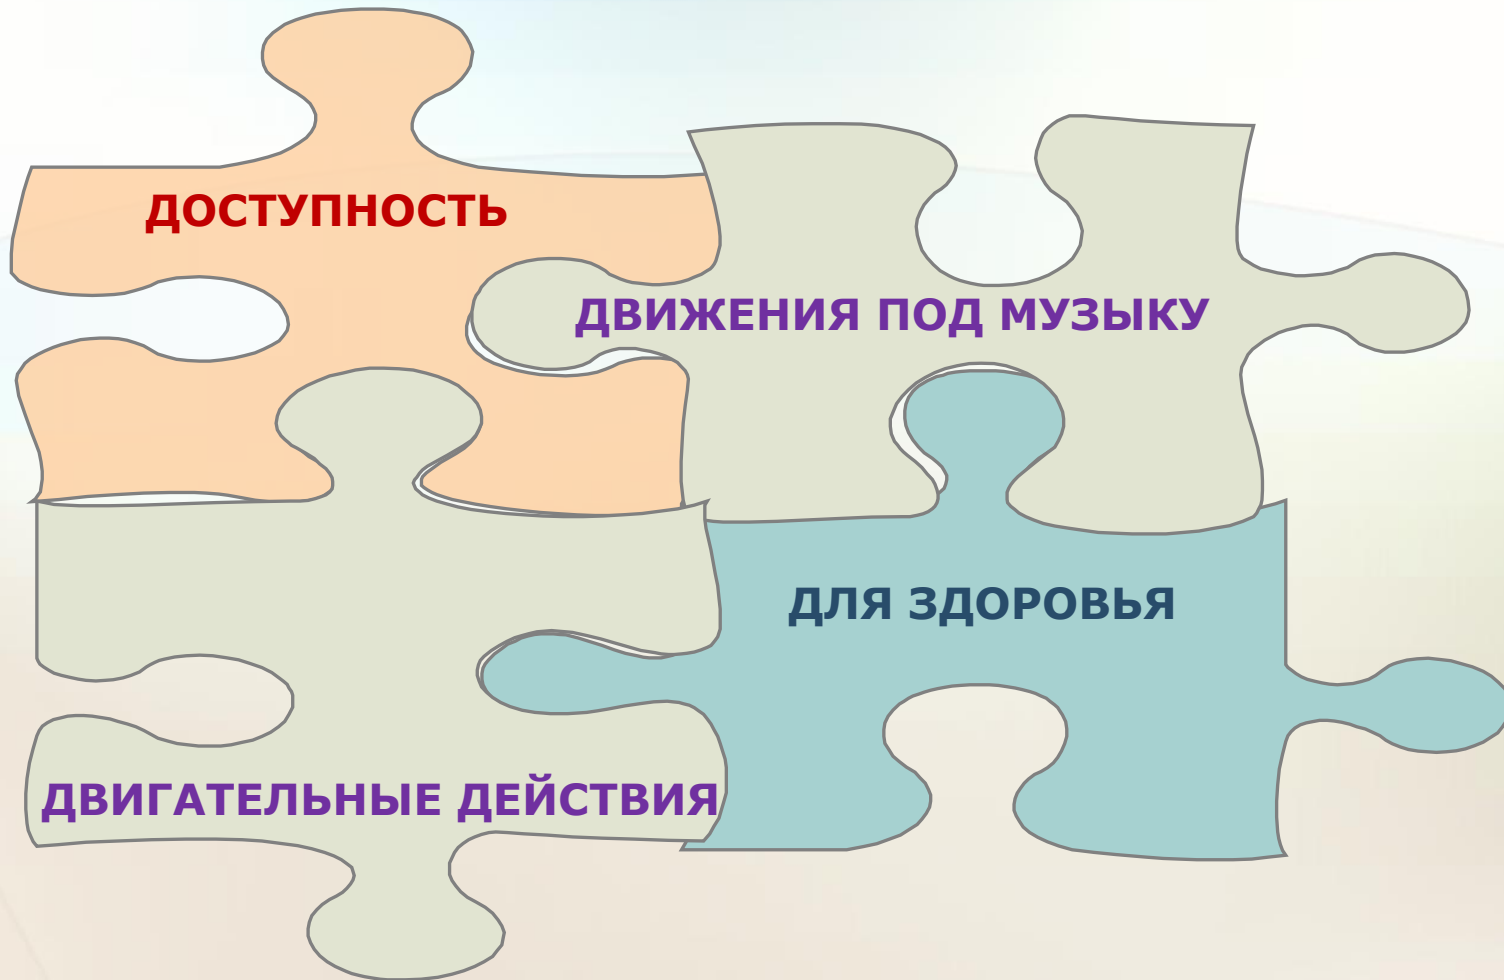 ДОСТУПНОСТЬ
ДВИЖЕНИЯ ПОД МУЗЫКУ
ДЛЯ ЗДОРОВЬЯ
ДВИГАТЕЛЬНЫЕ ДЕЙСТВИЯ